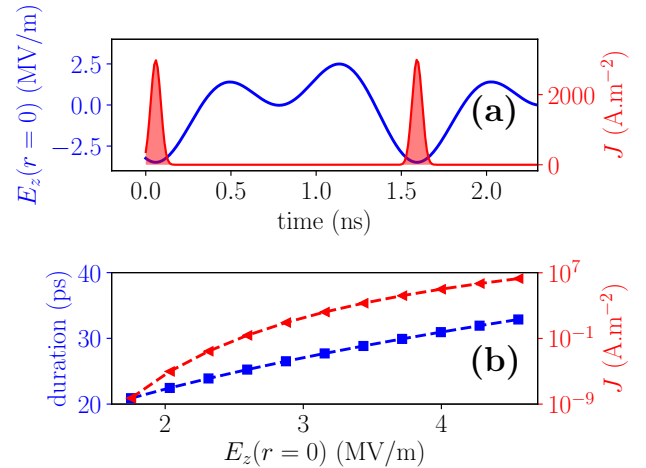 E_z(r = 0) (MV/m)
2.5
0.0
−2.5
(a)
2000
0
J (A.m⁻²)
0.0 0.5 1.0 1.5 2.0
time (ns)
duration (ps)
40
30
20
(b)
10⁷
10⁻¹
10⁻⁹
J (A.m⁻²)
2 3 4
E_z(r = 0) (MV/m)